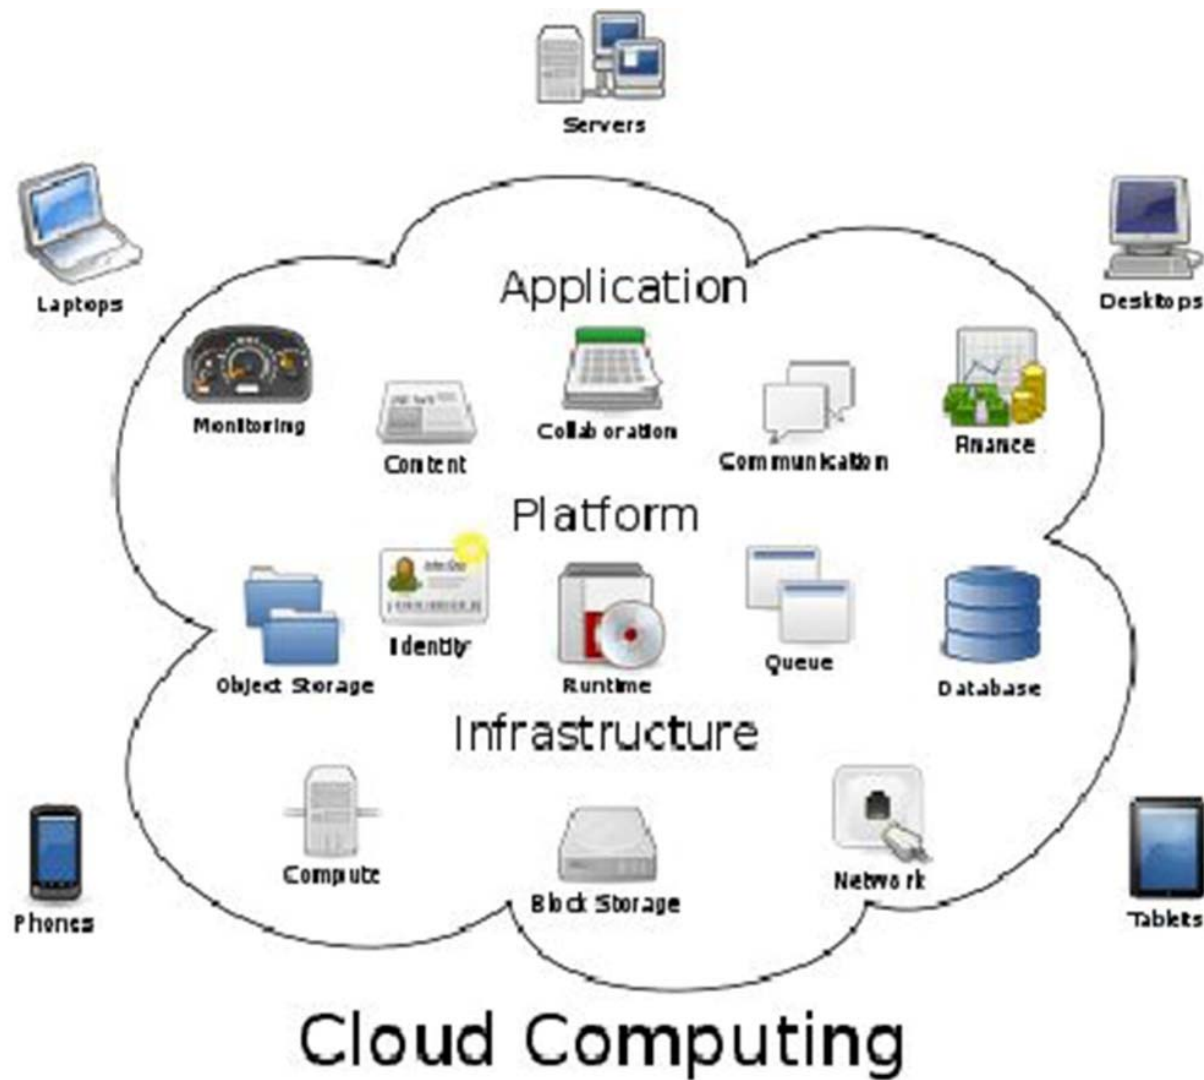 Servers
Laptops
Desktops
Application
Monitoring
Content
Collaboration
Communication
Finance
Platform
Object Storage
Identity
Runtime
Queue
Database
Infrastructure
Compute
Block Storage
Network
Phones
Tablets
Cloud Computing